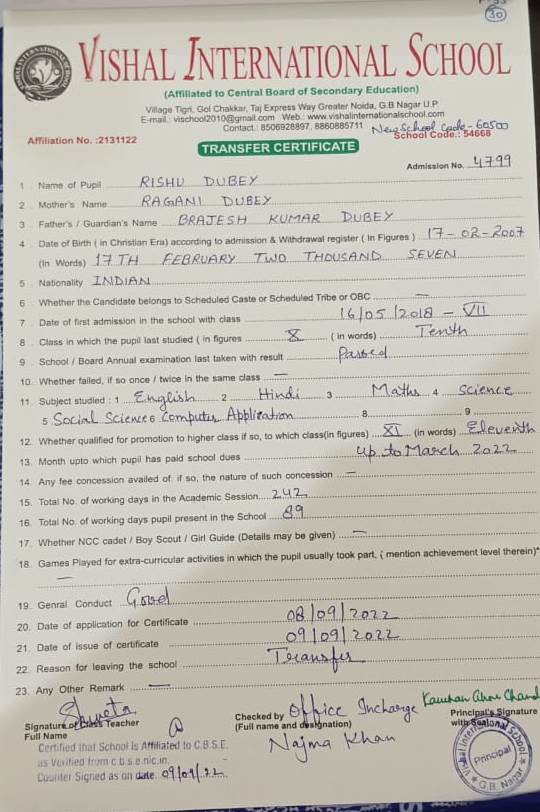 30
VISHAL INTERNATIONAL SCHOOL
(Affiliated to Central Board of Secondary Education)
Village Tigri, Gol Chakkar, Taj Express Way Greater Noida, G.B Nagar U.P
E-mail.: vischool2010@gmail.com Web.: www.vishalinternationalschool.com
Contact.: 8506928897, 8860885711 New School Code - 60500
Affiliation No. :2131122 School Code.: 54668
TRANSFER CERTIFICATE
Admission No. 4799
1 Name of Pupil RISHU DUBEY
2 Mother's Name RAGANI DUBEY
3 Father's / Guardian's Name BRAJESH KUMAR DUBEY
4 Date of Birth ( in Christian Era) according to admission & Withdrawal register ( In Figures ) 17-02-2007
(In Words) 17TH FEBRUARY TWO THOUSAND SEVEN
5 Nationality INDIAN
6 Whether the Candidate belongs to Scheduled Caste or Scheduled Tribe or OBC —
7 Date of first admission in the school with class 16/05/2018 - VII
8 Class in which the pupil last studied ( in figures X ( in words) Tenth
9 School / Board Annual examination last taken with result Passed
10. Whether failed, if so once / twice in the same class —
11. Subject studied : 1 English 2 Hindi 3 Maths 4 Science
5 Social Science 6 Computer Application 8 9
12. Whether qualified for promotion to higher class if so, to which class(in figures) XI (in words) Eleventh
13. Month upto which pupil has paid school dues up to March 2022
14. Any fee concession availed of: if so, the nature of such concession —
15. Total No. of working days in the Academic Session 242
16. Total No. of working days pupil present in the School 89
17. Whether NCC cadet / Boy Scout / Girl Guide (Details may be given) —
18. Games Played for extra-curricular activities in which the pupil usually took part, ( mention achievement level therein)*
—
19. Genral Conduct Good
20. Date of application for Certificate 08/09/2022
21. Date of issue of certificate 09/09/2022
22. Reason for leaving the school Transfer
23. Any Other Remark —
Shweta
Signature of Class Teacher
Full Name
Checked by Office Incharge
(Full name and designation)
Najma Khan
Principal's Signature
with Seal
Certified that School is Affiliated to C.B.S.E.
as Verified from c.b.s.e.nic.in.
Counter Signed on date. 09/09/22
Vishal International School
Principal
G.B. Nagar